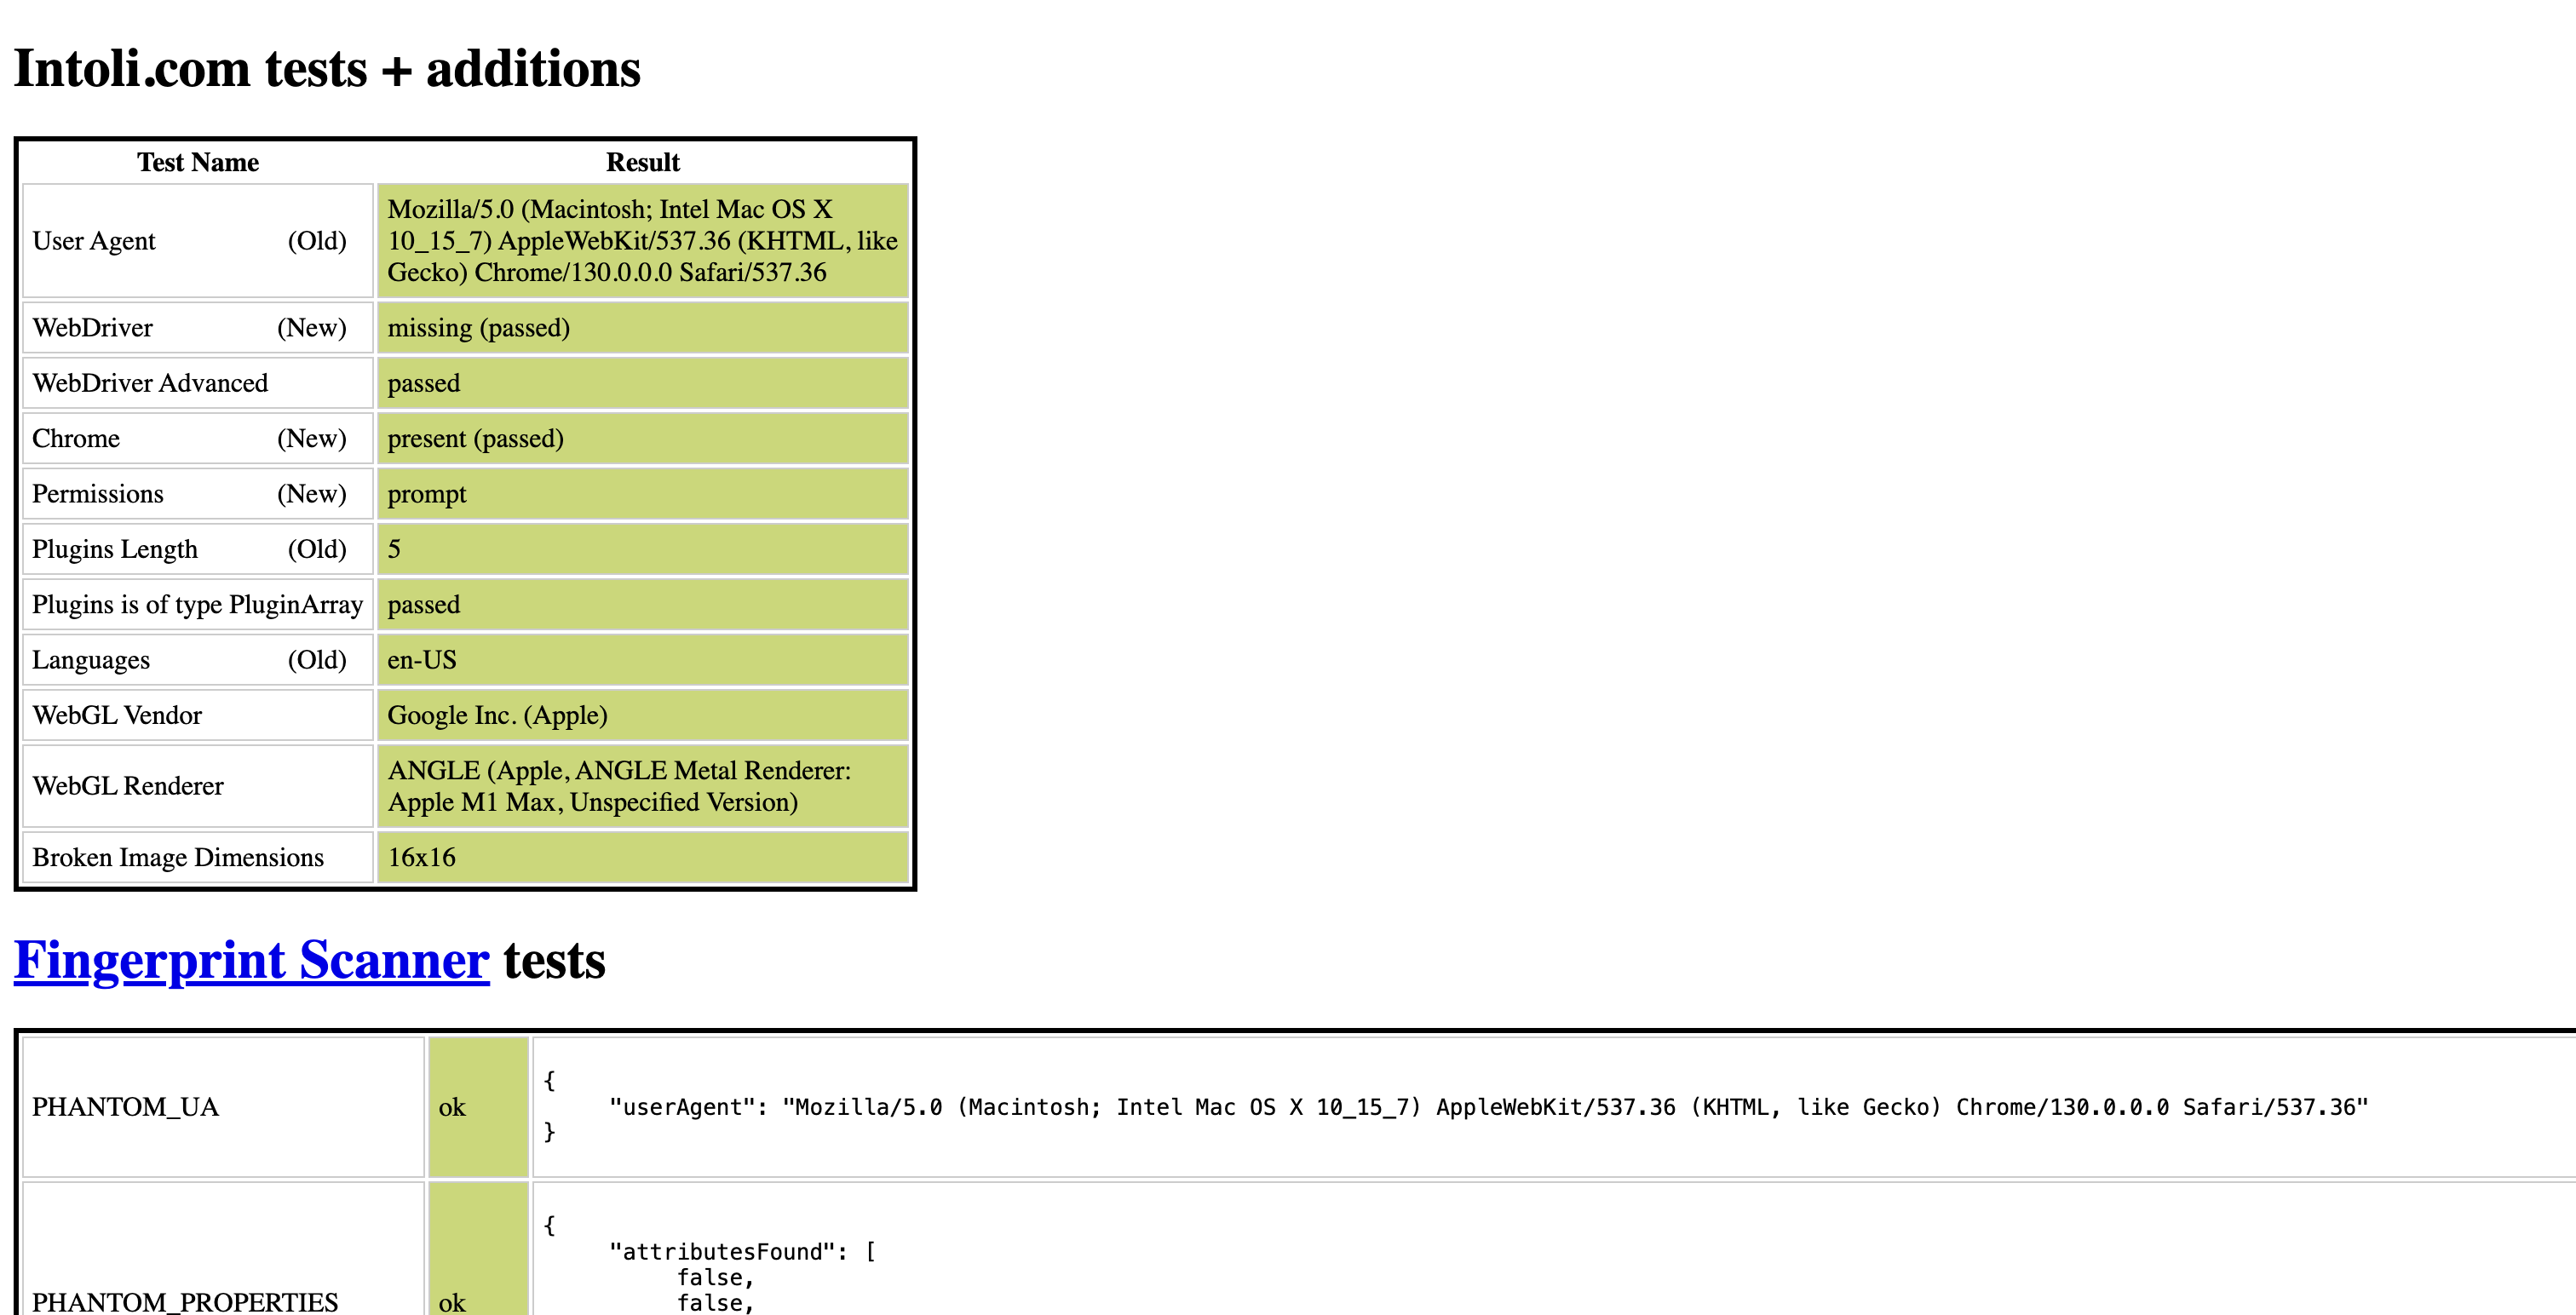 Intoli.com tests + additions
Test Name Result
User Agent (Old) Mozilla/5.0 (Macintosh; Intel Mac OS X
10_15_7) AppleWebKit/537.36 (KHTML, like
Gecko) Chrome/130.0.0.0 Safari/537.36
WebDriver (New) missing (passed)
WebDriver Advanced passed
Chrome (New) present (passed)
Permissions (New) prompt
Plugins Length (Old) 5
Plugins is of type PluginArray passed
Languages (Old) en-US
WebGL Vendor Google Inc. (Apple)
WebGL Renderer ANGLE (Apple, ANGLE Metal Renderer:
Apple M1 Max, Unspecified Version)
Broken Image Dimensions 16x16
Fingerprint Scanner tests
PHANTOM_UA ok {
"userAgent": "Mozilla/5.0 (Macintosh; Intel Mac OS X 10_15_7) AppleWebKit/537.36 (KHTML, like Gecko) Chrome/130.0.0.0 Safari/537.36"
}
PHANTOM_PROPERTIES ok {
"attributesFound": [
false,
false,